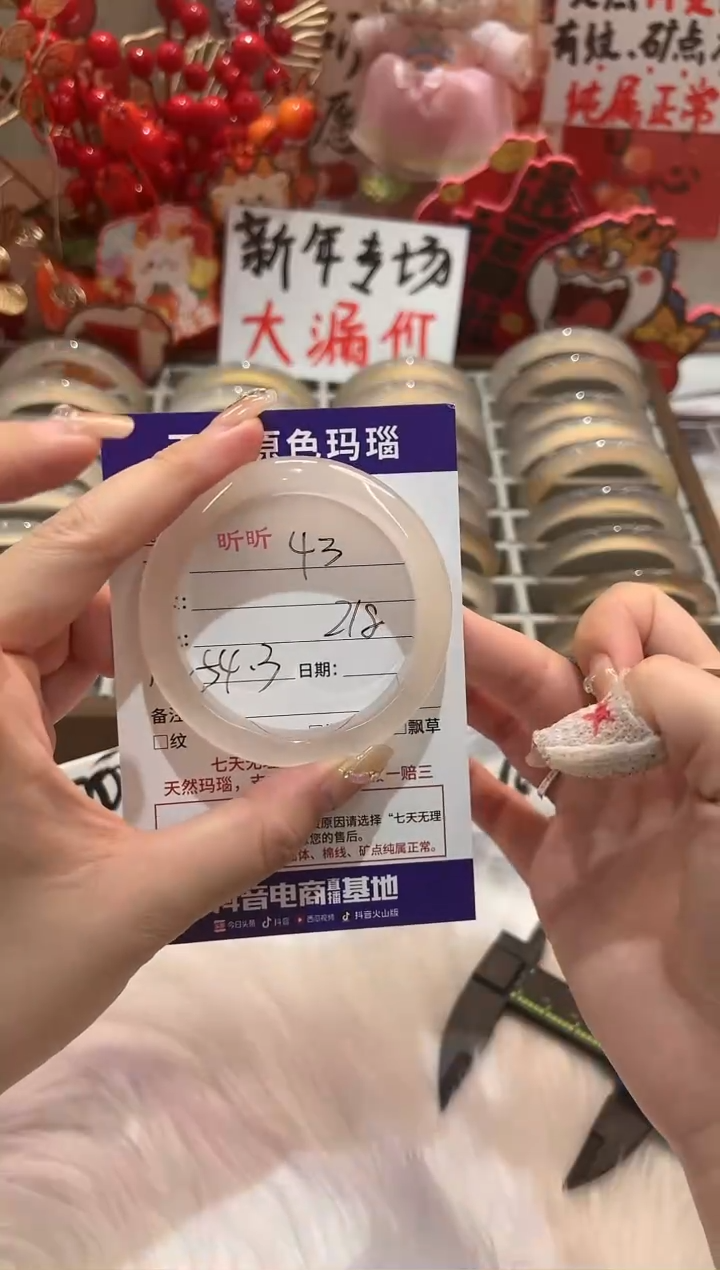 有纹、矿点
纯属正常
新年专场
大漏价
原色玛瑙
昕昕 43
218
54.3 日期:
备注
飘草
□纹
七天无理
天然玛瑙，
一赔三
原因请选择“七天无理
您的售后。
体、棉线、矿点纯属正常。
抖音电商直播基地
今日头条 抖音 西瓜视频 抖音火山版